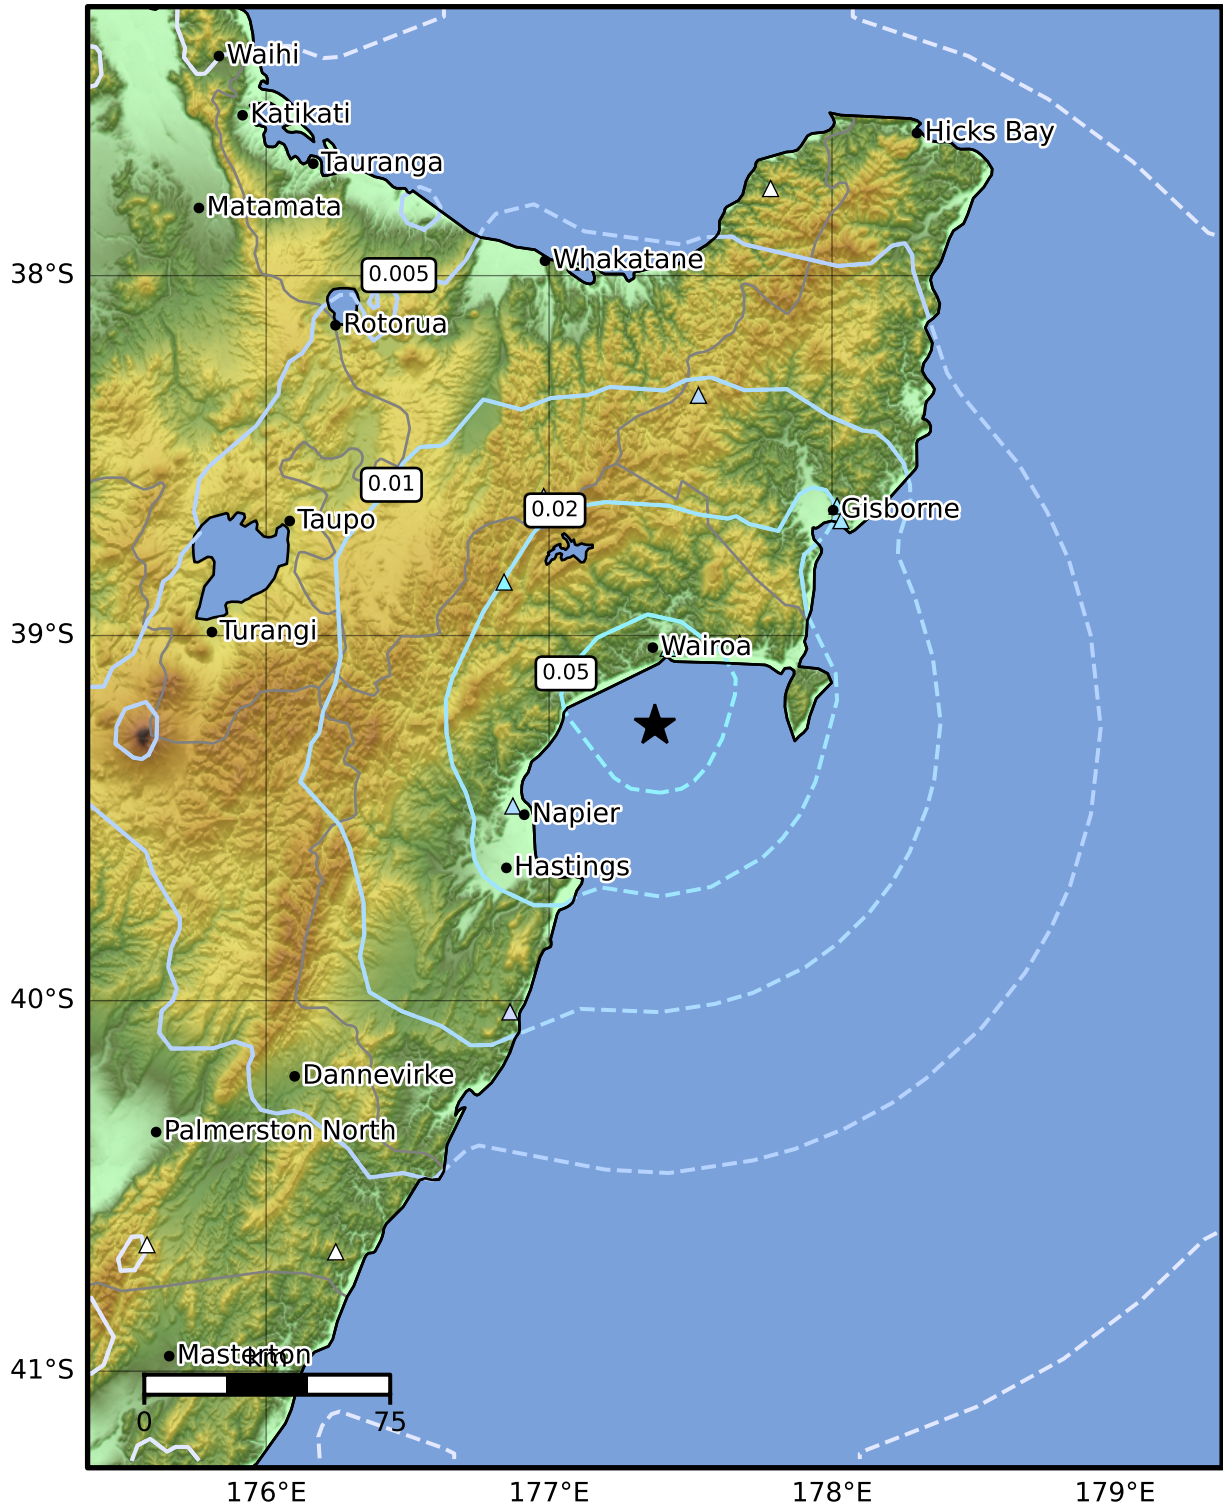 Waihi
Katikati
Hicks Bay
Tauranga
Matamata
Whakatane
38°S
0.005
Rotorua
0.01
0.02
Gisborne
Taupo
39°S
Turangi
Wairoa
0.05
Napier
Hastings
40°S
Dannevirke
Palmerston North
Masterton
km
41°S
0
75
176°E
177°E
178°E
179°E